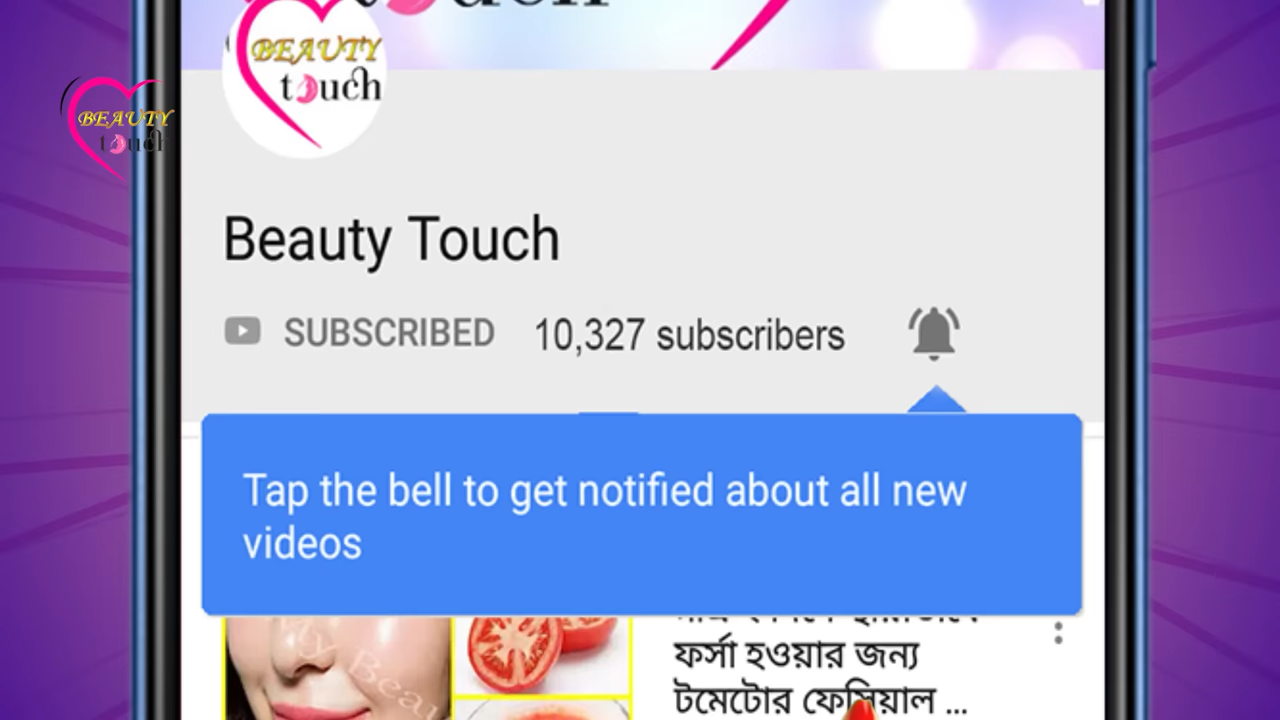 BEAUTY
touch
BEAUTY
touch
Beauty Touch
SUBSCRIBED 10,327 subscribers
Tap the bell to get notified about all new
videos
ফর্সা হওয়ার জন্য
টমেটোর ফেসিয়াল ...